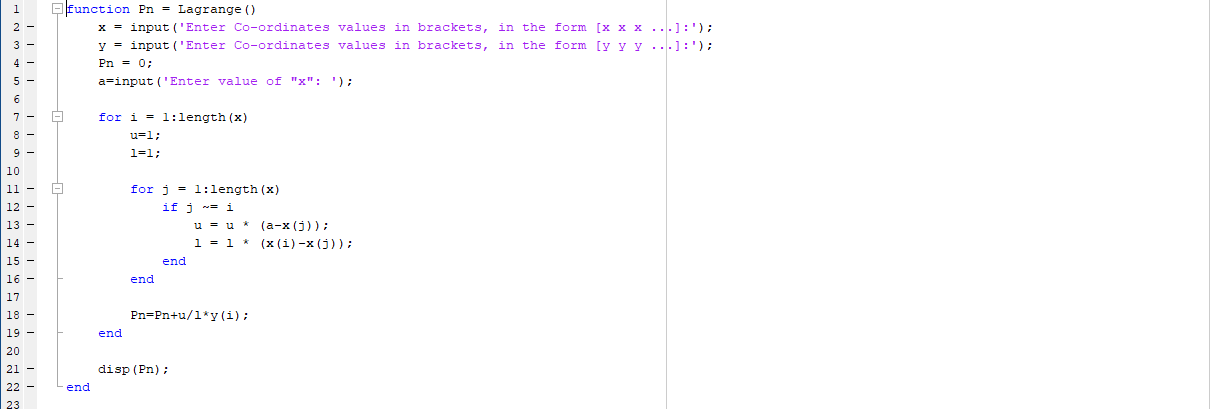 1 function Pn = Lagrange()
2 x = input('Enter Co-ordinates values in brackets, in the form [x x x ...]:');
3 y = input('Enter Co-ordinates values in brackets, in the form [y y y ...]:');
4 Pn = 0;
5 a=input('Enter value of "x": ');
6
7 for i = 1:length(x)
8 u=1;
9 l=1;
10
11 for j = 1:length(x)
12 if j ~= i
13 u = u * (a-x(j));
14 l = l * (x(i)-x(j));
15 end
16 end
17
18 Pn=Pn+u/l*y(i);
19 end
20
21 disp(Pn);
22 end
23